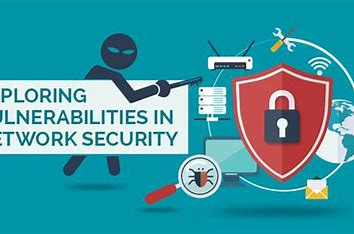 PLORING
ULNERABILITIES IN
ETWORK SECURITY